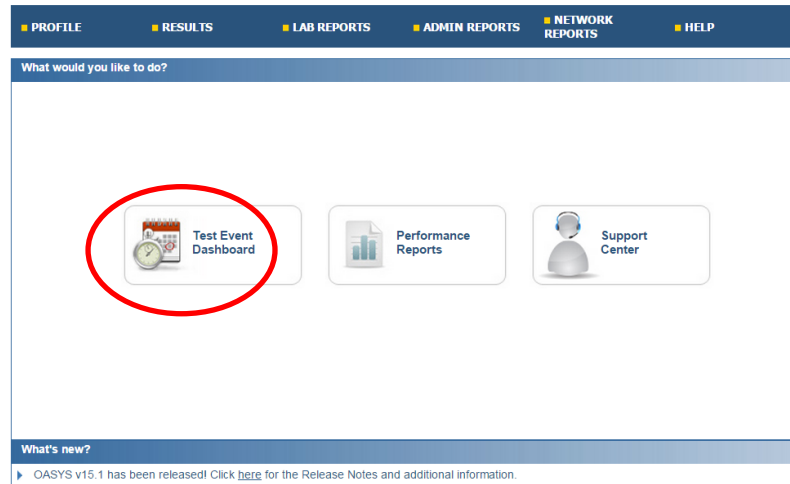 PROFILE RESULTS LAB REPORTS ADMIN REPORTS NETWORK REPORTS HELP
What would you like to do?
Test Event Dashboard
Performance Reports
Support Center
What's new?
OASYS v15.1 has been released! Click here for the Release Notes and additional information.